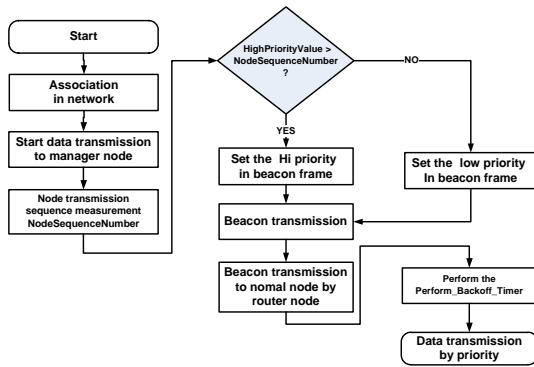 Start
Association
in network
Start data transmission
to manager node
Node transmission
sequence measurement
NodeSequenceNumber
HighPriorityValue >
NodeSequenceNumber
?
NO
YES
Set the Hi priority
in beacon frame
Set the low priority
In beacon frame
Beacon transmission
Beacon transmission
to nomal node by
router node
Perform the
Perform_Backoff_Timer
Data transmission
by priority